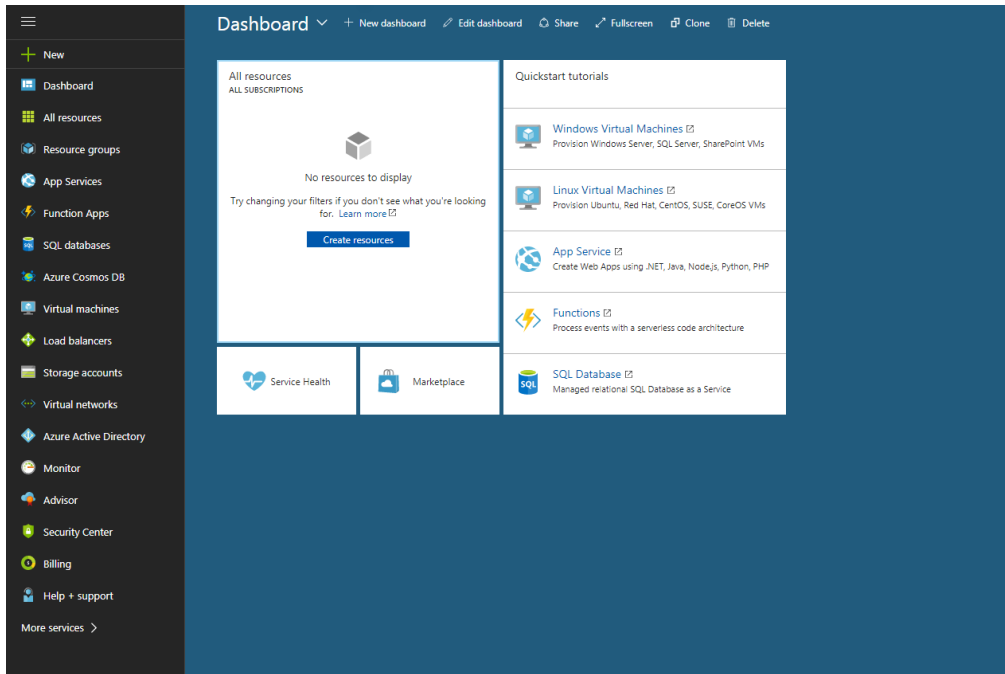 New
Dashboard
All resources
Resource groups
App Services
Function Apps
SQL databases
Azure Cosmos DB
Virtual machines
Load balancers
Storage accounts
Virtual networks
Azure Active Directory
Monitor
Advisor
Security Center
Billing
Help + support
More services
Dashboard New dashboard Edit dashboard Share Fullscreen Clone Delete
All resources
ALL SUBSCRIPTIONS
No resources to display
Try changing your filters if you don't see what you're looking
for. Learn more
Create resources
Service Health
Marketplace
Quickstart tutorials
Windows Virtual Machines
Provision Windows Server, SQL Server, SharePoint VMs
Linux Virtual Machines
Provision Ubuntu, Red Hat, CentOS, SUSE, CoreOS VMs
App Service
Create Web Apps using .NET, Java, Node.js, Python, PHP
Functions
Process events with a serverless code architecture
SQL
SQL Database
Managed relational SQL Database as a Service